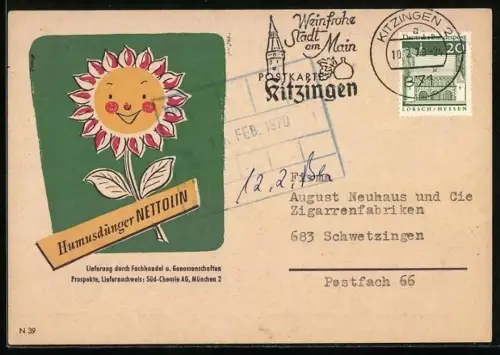 Weinfrohe
Stadt
am Main
POSTKARTE
Kitzingen
KITZINGEN 2
a
871
Deutsche Bundespost
20
LORSCH · HESSEN
FEB. 1970
12.2.
Firma
August Neuhaus und Cie
Zigarrenfabriken
683 Schwetzingen
Postfach 66
Humusdünger NETTOLIN
Lieferung durch Fachhandel u. Genossenschaften
Prospekte, Liefernachweis: Süd-Chemie AG, München 2
N 39